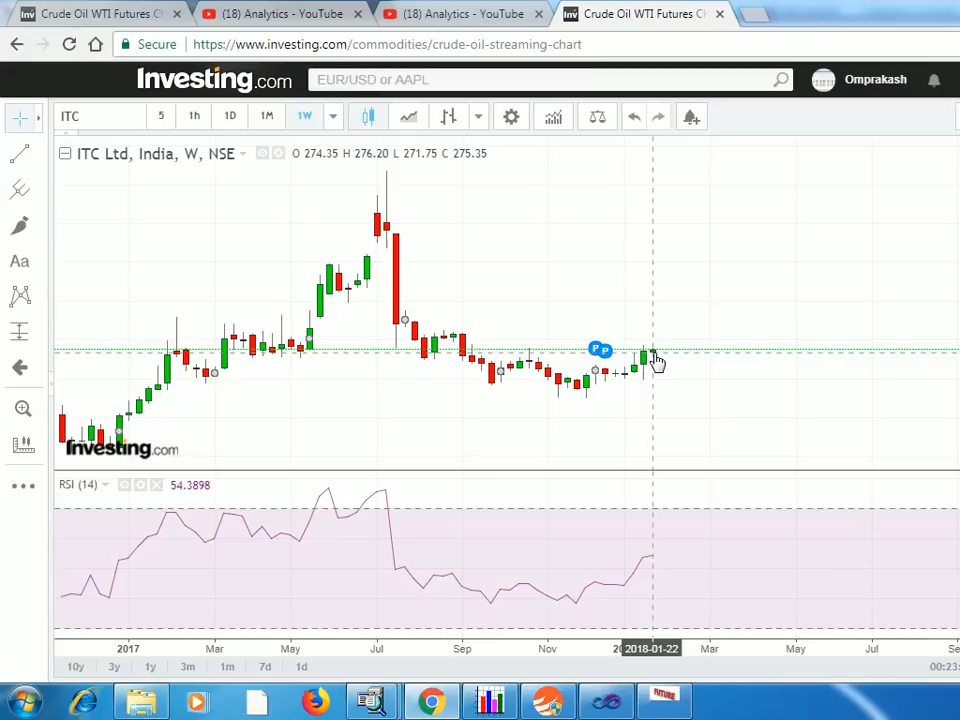 Crude Oil WTI Futures Ch
(18) Analytics - YouTube
(18) Analytics - YouTube
Crude Oil WTI Futures Ch
Secure
https://www.investing.com/commodities/crude-oil-streaming-chart
Investing.com
EUR/USD or AAPL
Omprakash
ITC
5
1h
1D
1M
1W
ITC Ltd, India, W, NSE
O 274.35 H 276.20 L 271.75 C 275.35
Aa
P P
Investing.com
RSI (14)
54.3898
2017
Mar
May
Jul
Sep
Nov
2018-01-22
Mar
May
Jul
10y
3y
1y
3m
1m
7d
1d
00:23
FUTURE